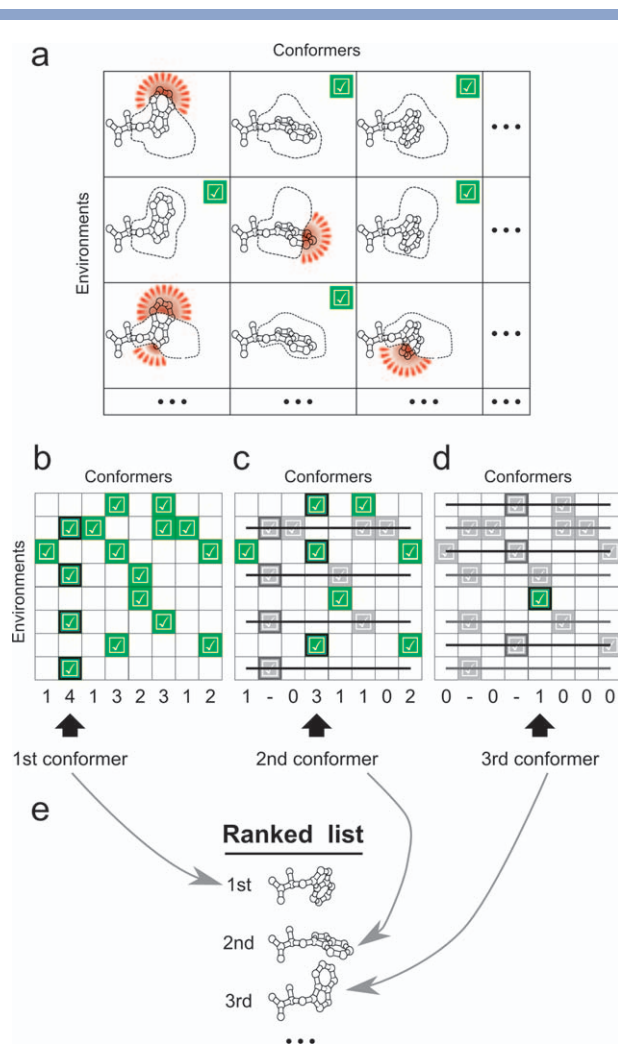 a
Conformers
Environments
• • •
• • •
• • •
• • • • • • • • • • • •
b c d
Conformers Conformers Conformers
Environments
1 4 1 3 2 3 1 2 1 - 0 3 1 1 0 2 0 - 0 - 1 0 0 0
1st conformer 2nd conformer 3rd conformer
e
Ranked list
1st
2nd
3rd
• • •